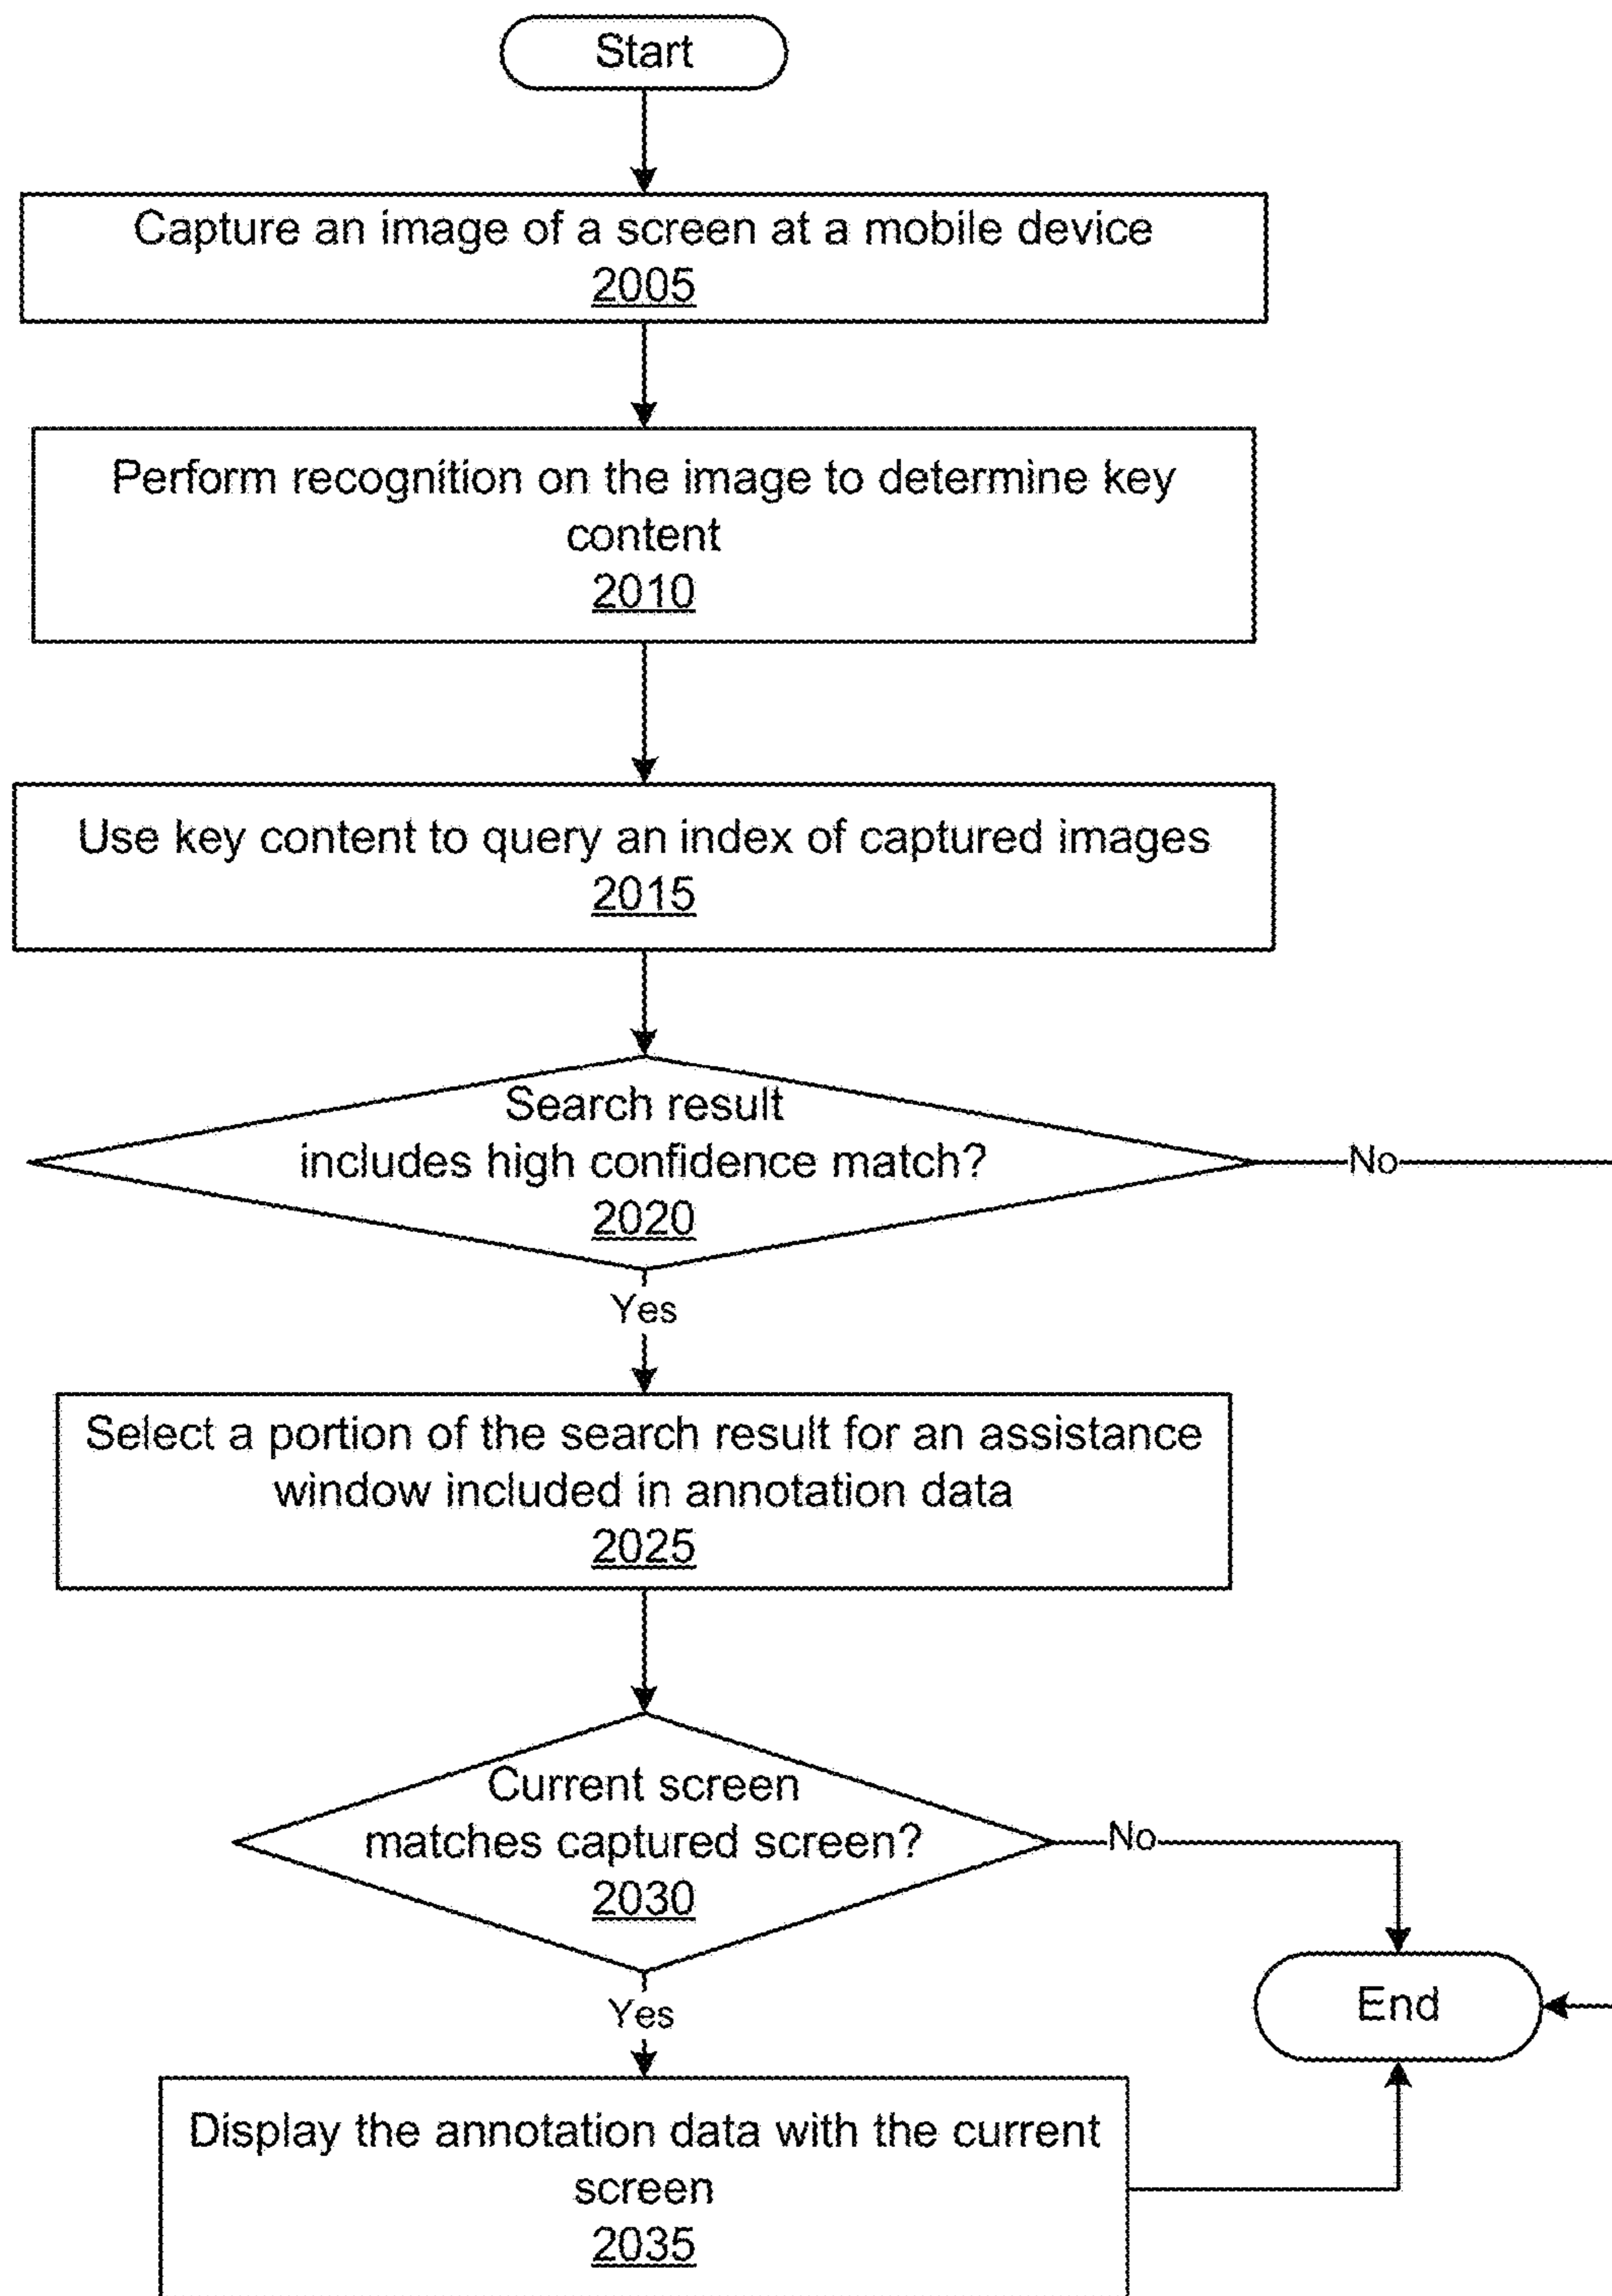 Start
Capture an image of a screen at a mobile device
2005
Perform recognition on the image to determine key
content
2010
Use key content to query an index of captured images
2015
Search result
includes high confidence match?
2020
No
Yes
Select a portion of the search result for an assistance
window included in annotation data
2025
Current screen
matches captured screen?
2030
No
Yes
End
Display the annotation data with the current
screen
2035